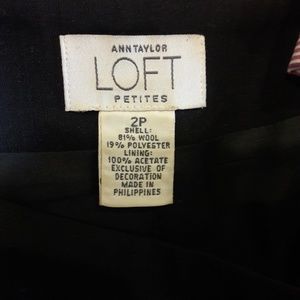 ANNTAYLOR
LOFT
PETITES
2P
SHELL:
81% WOOL
19% POLYESTER
LINING:
100% ACETATE
EXCLUSIVE OF
DECORATION
MADE IN
PHILIPPINES